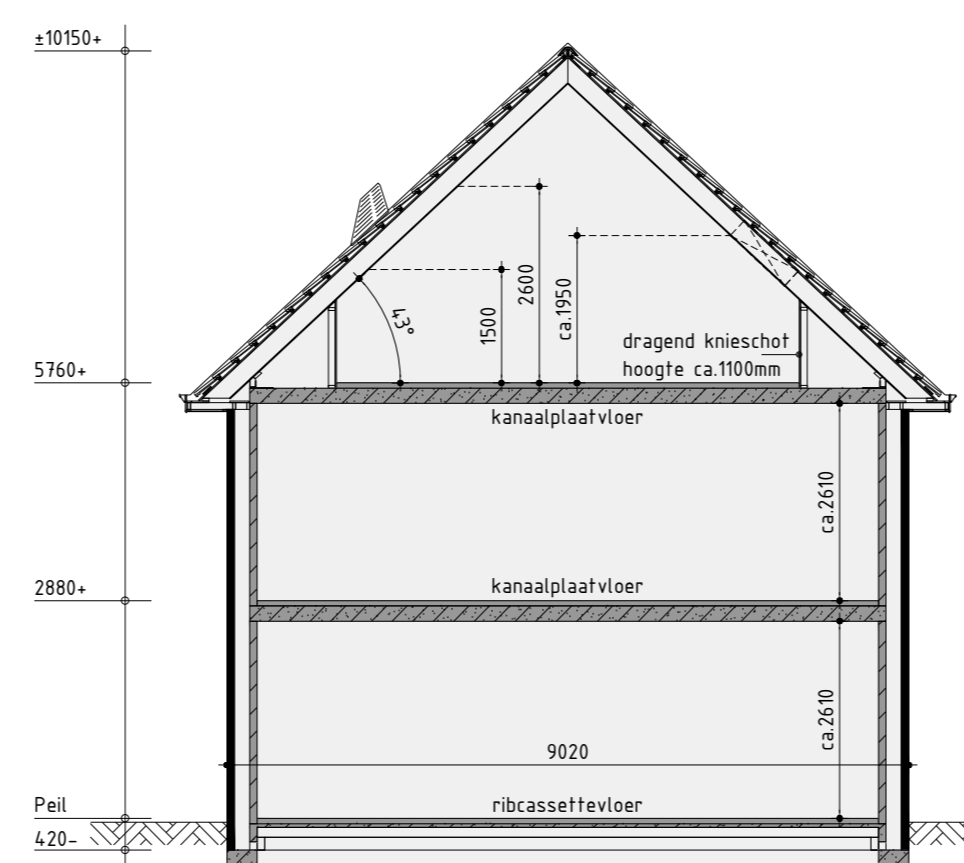 ±10150+
2600
ca.1950
1500
43°
dragend knieschot
hoogte ca.1100mm
5760+
kanaalplaatvloer
ca.2610
kanaalplaatvloer
2880+
ca.2610
9020
ribcassettevloer
Peil
420-